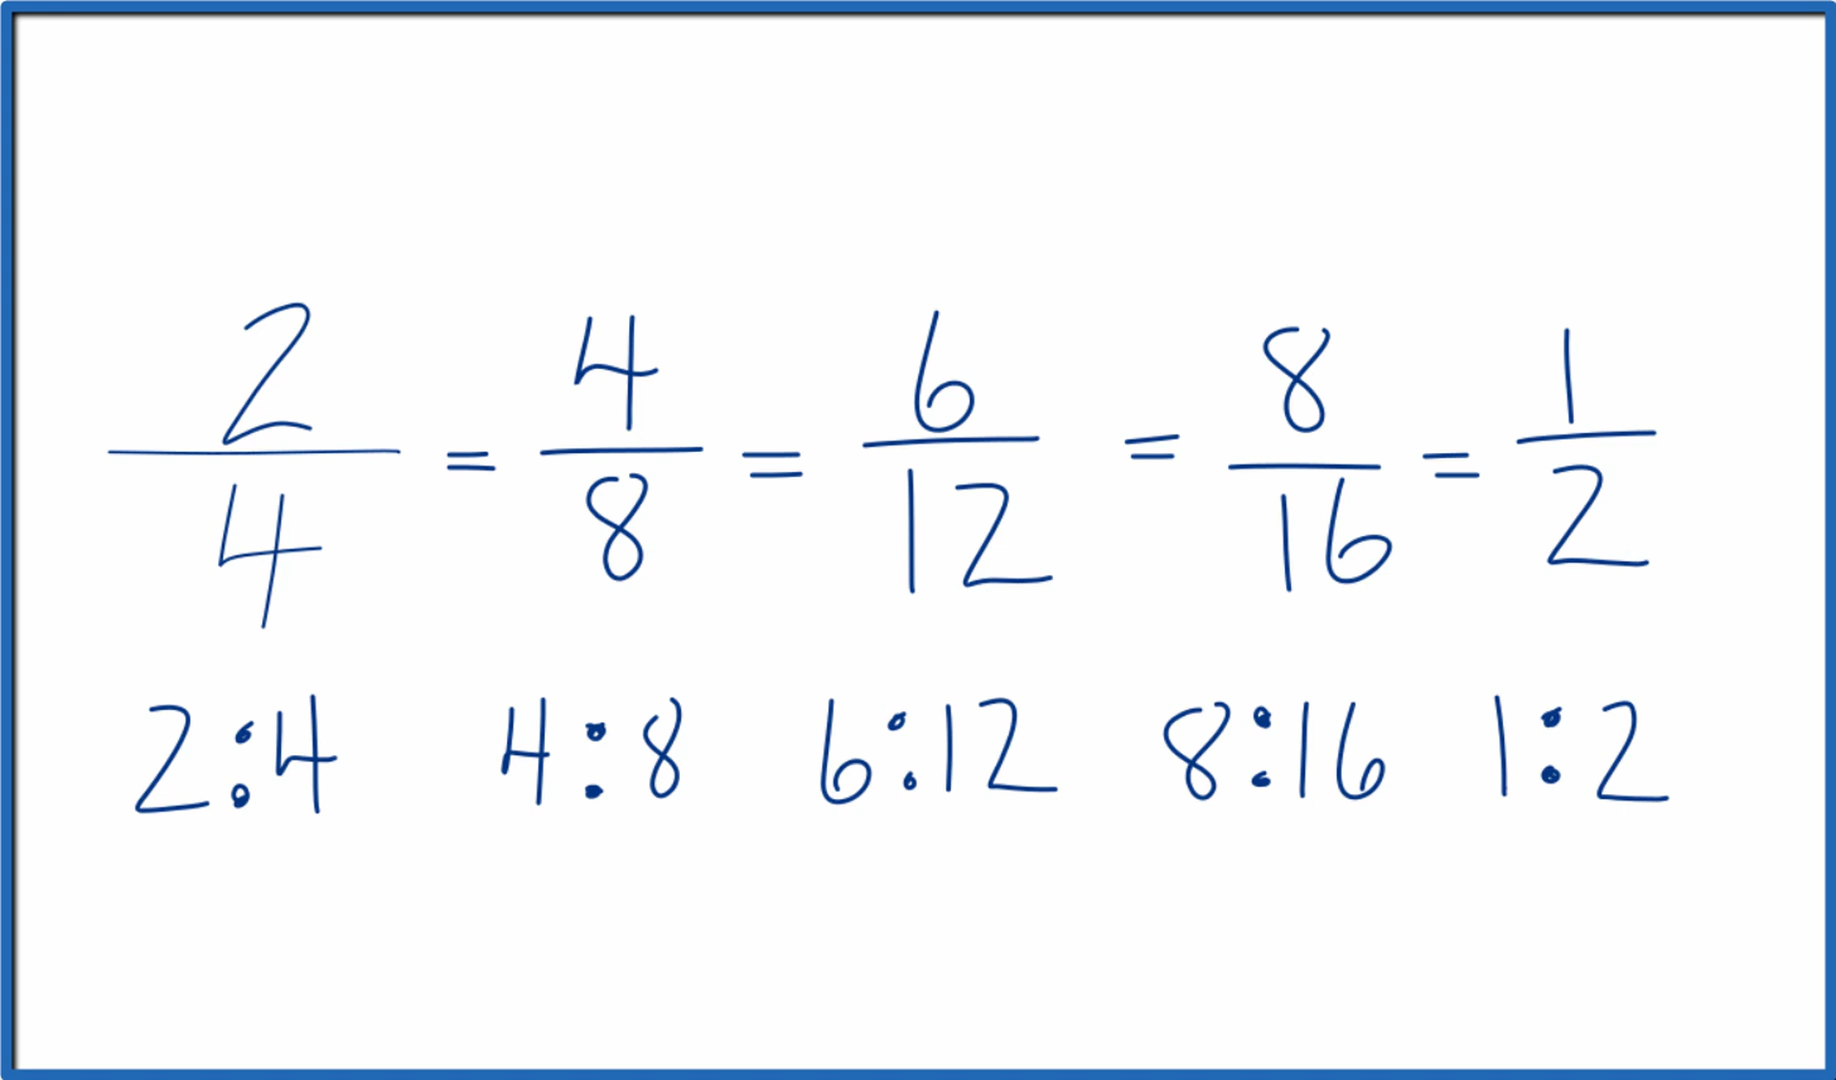 2/4 = 4/8 = 6/12 = 8/16 = 1/2
2:4 4:8 6:12 8:16 1:2